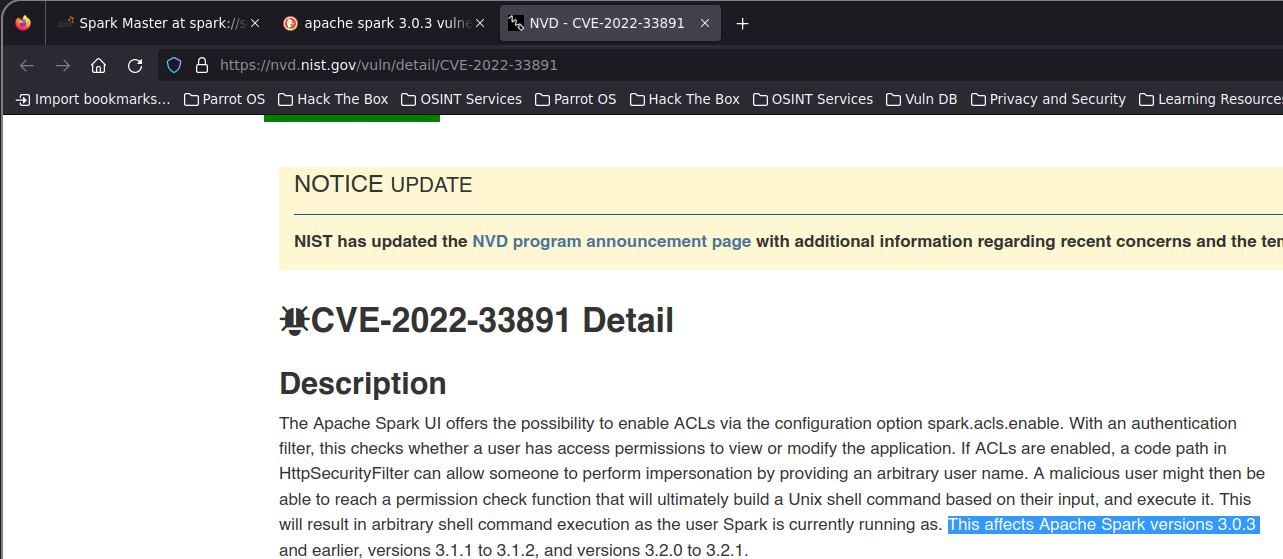 Spark Master at spark://s
apache spark 3.0.3 vulne
NVD - CVE-2022-33891
https://nvd.nist.gov/vuln/detail/CVE-2022-33891
Import bookmarks... Parrot OS Hack The Box OSINT Services Parrot OS Hack The Box OSINT Services Vuln DB Privacy and Security Learning Resource
NOTICE UPDATE
NIST has updated the NVD program announcement page with additional information regarding recent concerns and the ten
CVE-2022-33891 Detail
Description
The Apache Spark UI offers the possibility to enable ACLs via the configuration option spark.acls.enable. With an authentication
filter, this checks whether a user has access permissions to view or modify the application. If ACLs are enabled, a code path in
HttpSecurityFilter can allow someone to perform impersonation by providing an arbitrary user name. A malicious user might then be
able to reach a permission check function that will ultimately build a Unix shell command based on their input, and execute it. This
will result in arbitrary shell command execution as the user Spark is currently running as. This affects Apache Spark versions 3.0.3
and earlier, versions 3.1.1 to 3.1.2, and versions 3.2.0 to 3.2.1.